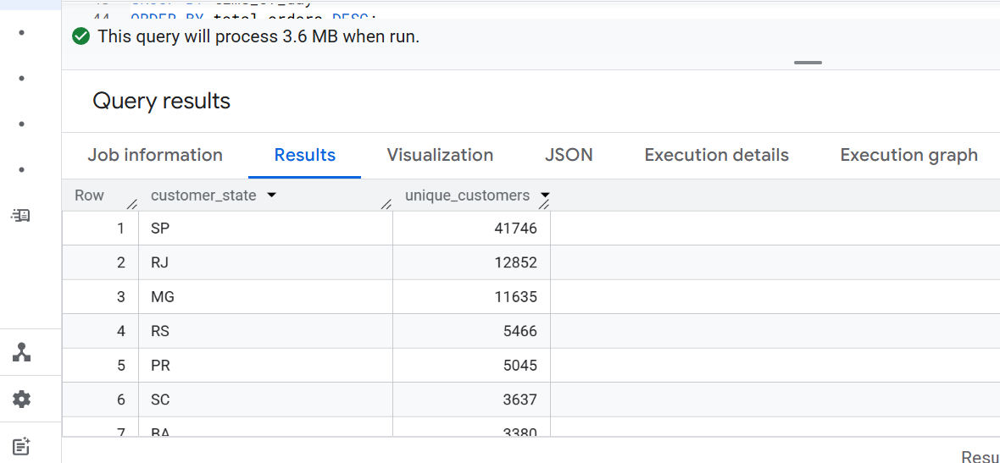 44 ORDER BY total_orders DESC;
This query will process 3.6 MB when run.
Query results
Job information Results Visualization JSON Execution details Execution graph
Row customer_state unique_customers
1 SP 41746
2 RJ 12852
3 MG 11635
4 RS 5466
5 PR 5045
6 SC 3637
7 BA 3380
Resu